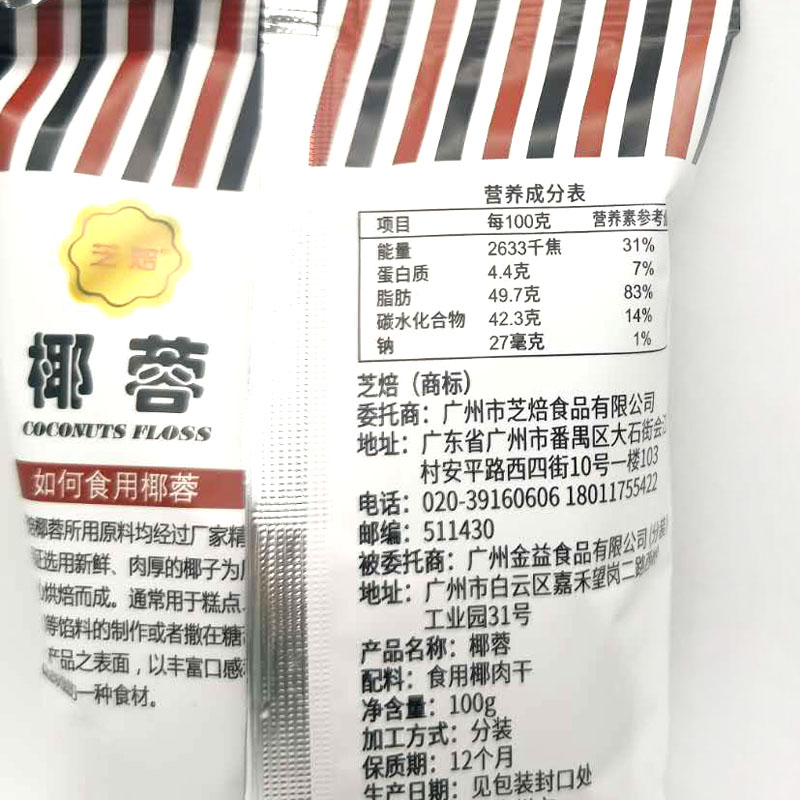 芝焙
椰蓉
COCONUTS FLOSS
如何食用椰蓉
椰蓉所用原料均经过厂家精
选用新鲜、肉厚的椰子为
烘焙而成。通常用于糕点、
等馅料的制作或者撒在糖
产品之表面，以丰富口感
的一种食材。
营养成分表
项目 每100克 营养素参考
能量 2633千焦 31%
蛋白质 4.4克 7%
脂肪 49.7克 83%
碳水化合物 42.3克 14%
钠 27毫克 1%
芝焙（商标）
委托商：广州市芝焙食品有限公司
地址：广东省广州市番禺区大石街会江
村安平路西四街10号一楼103
电话：020-39160606 18011755422
邮编：511430
被委托商：广州金益食品有限公司(分装)
地址：广州市白云区嘉禾望岗二路
工业园31号
产品名称：椰蓉
配料：食用椰肉干
净含量：100g
加工方式：分装
保质期：12个月
生产日期：见包装封口处